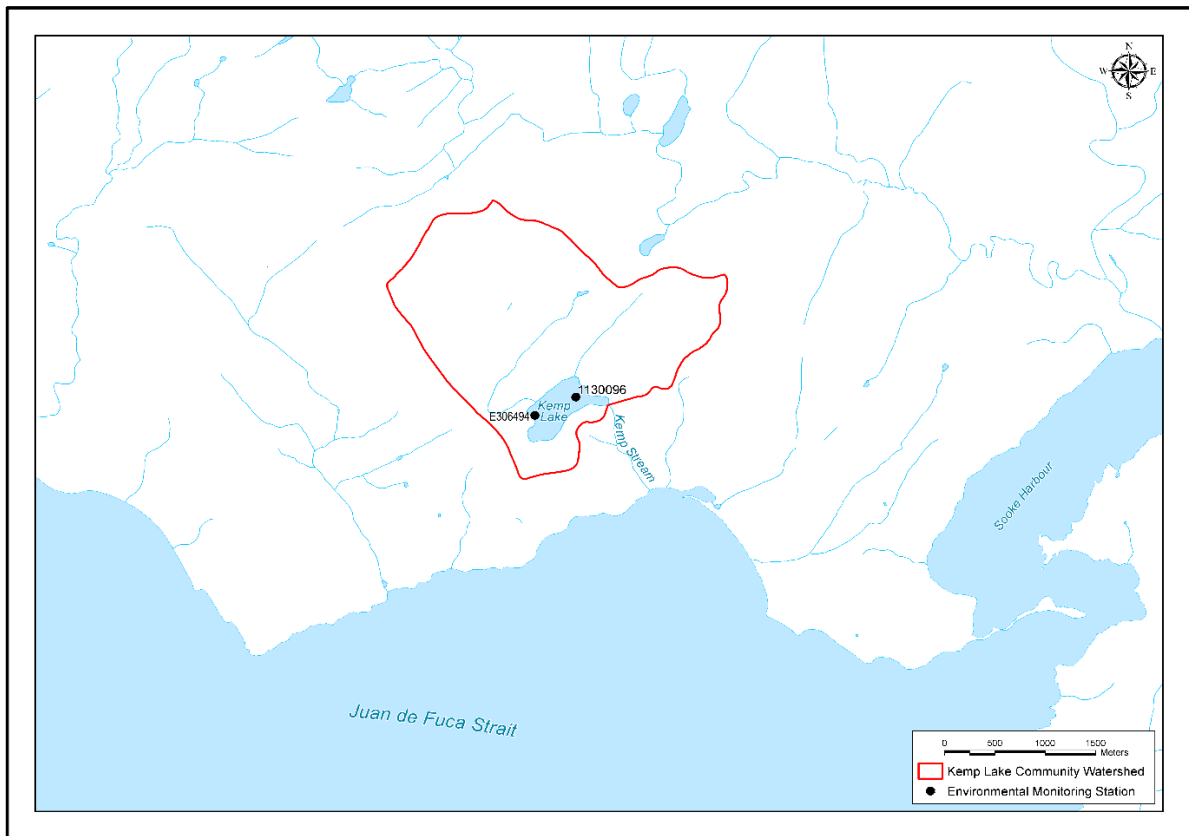 N
W E
S
1130096
E306494
Kemp
Lake
Kemp Stream
Sooke Harbour
Juan de Fuca Strait
0 500 1000 1500
Meters
Kemp Lake Community Watershed
Environmental Monitoring Station